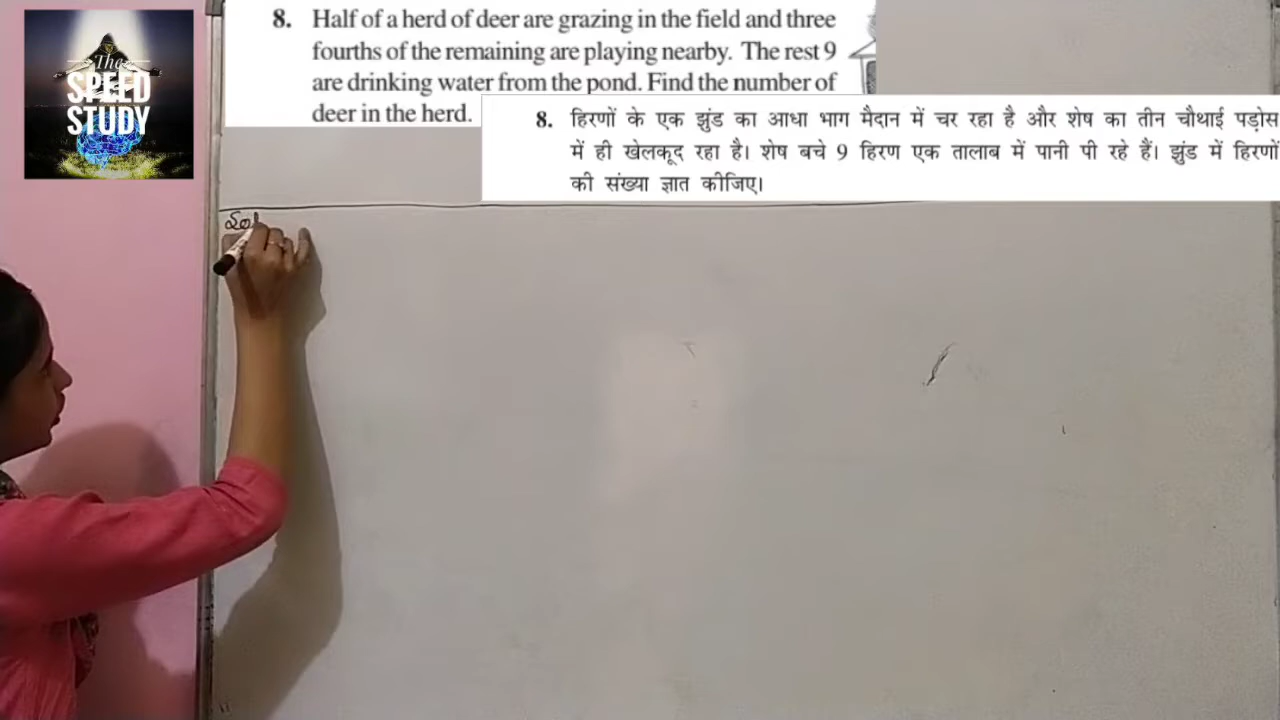 The
SPEED
STUDY
8. Half of a herd of deer are grazing in the field and three
fourths of the remaining are playing nearby. The rest 9
are drinking water from the pond. Find the number of
deer in the herd.
8. हिरणों के एक झुंड का आधा भाग मैदान में चर रहा है और शेष का तीन चौथाई पड़ोस
में ही खेलकूद रहा है। शेष बचे 9 हिरण एक तालाब में पानी पी रहे हैं। झुंड में हिरणों
की संख्या ज्ञात कीजिए।
Sol